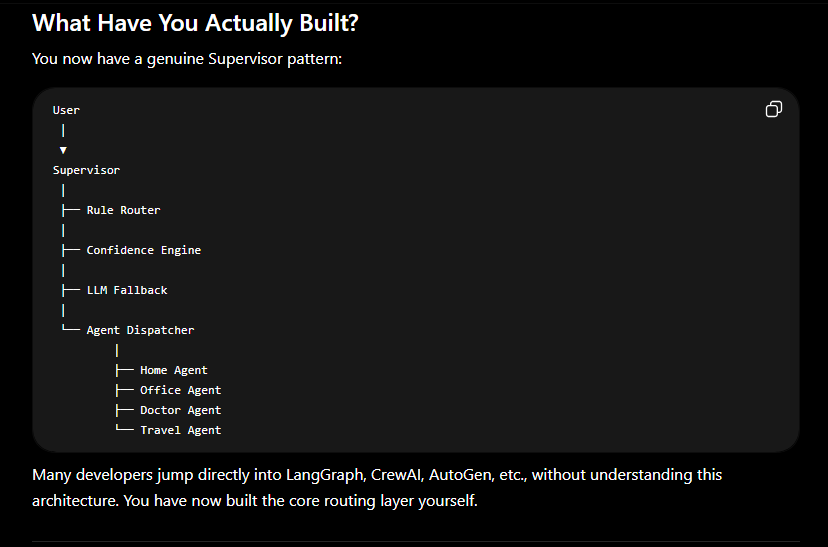 What Have You Actually Built?
You now have a genuine Supervisor pattern:
User
|
▼
Supervisor
|
├── Rule Router
|
├── Confidence Engine
|
├── LLM Fallback
|
└── Agent Dispatcher
|
├── Home Agent
├── Office Agent
├── Doctor Agent
└── Travel Agent
Many developers jump directly into LangGraph, CrewAI, AutoGen, etc., without understanding this
architecture. You have now built the core routing layer yourself.